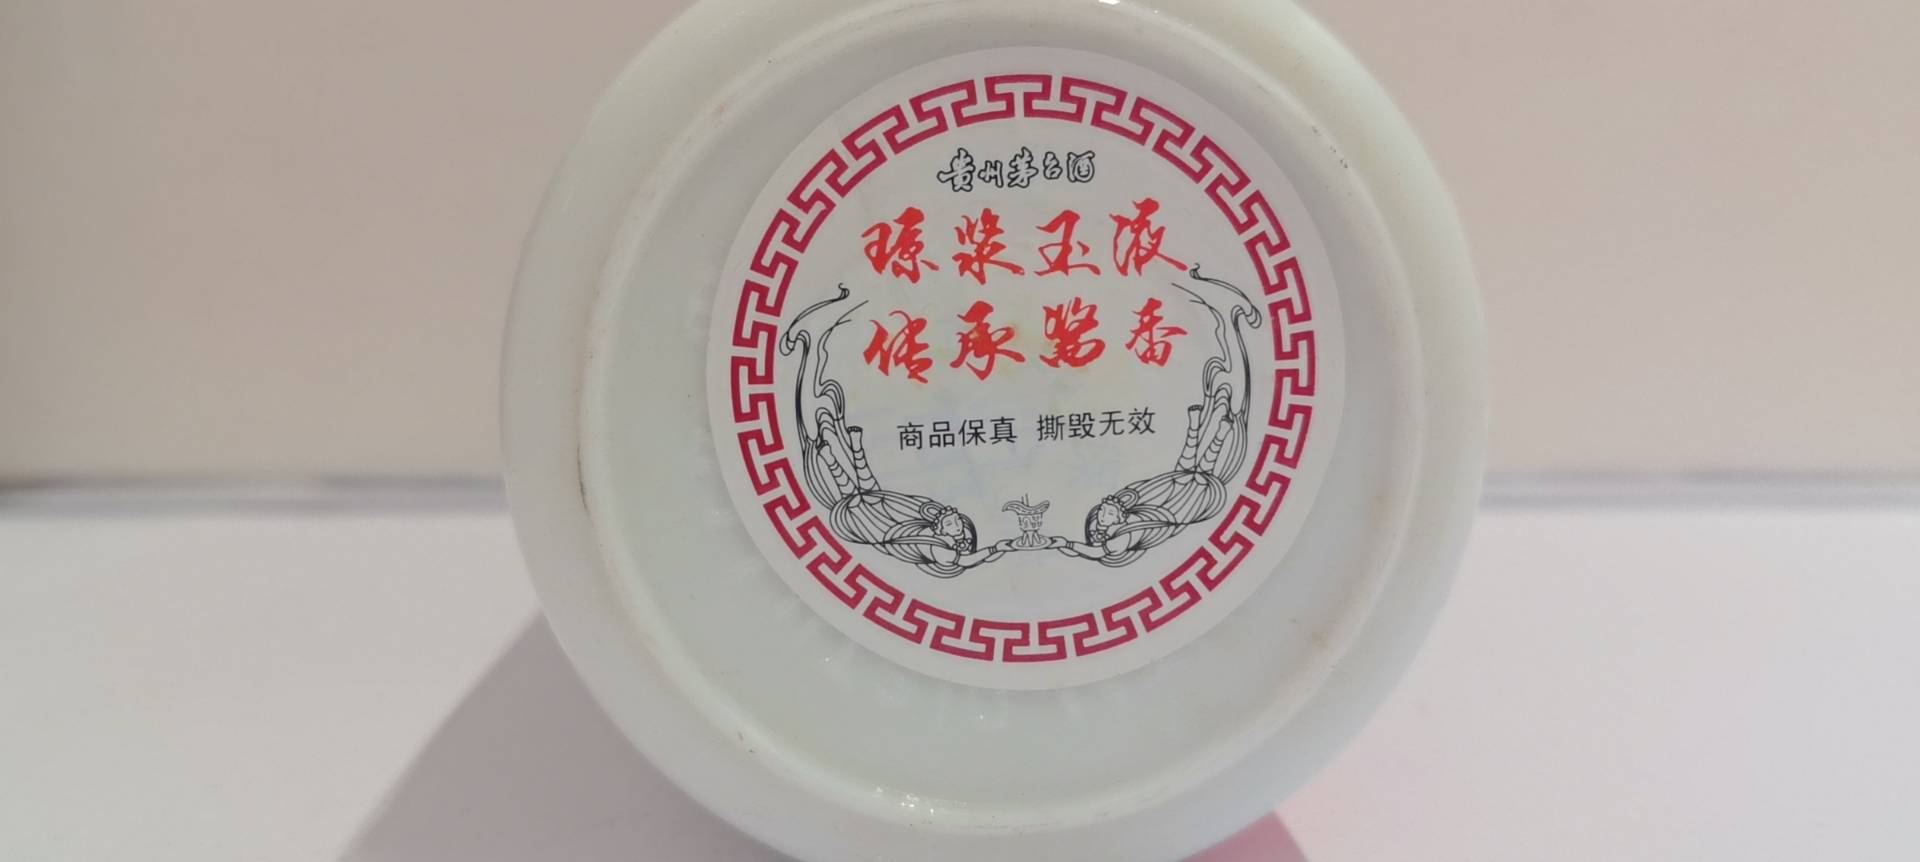 贵州茅台酒
琼浆玉液
传承酱香
商品保真 撕毁无效